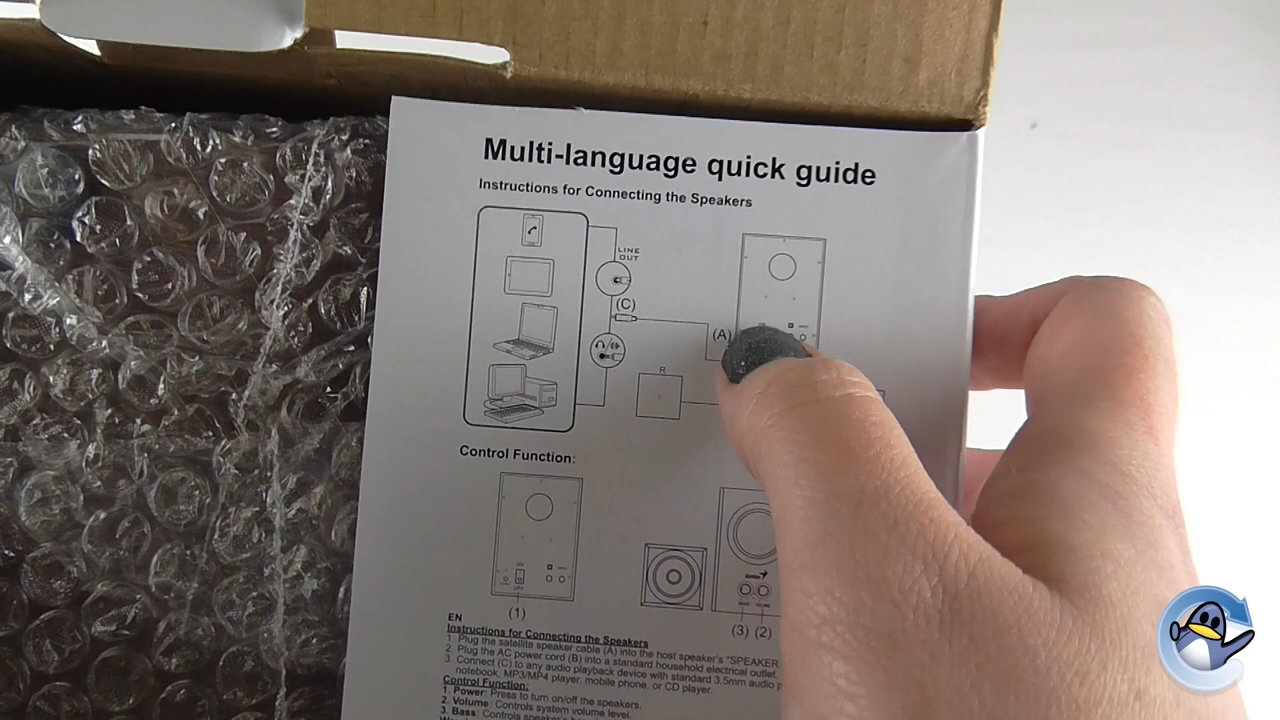 Multi-language quick guide
Instructions for Connecting the Speakers
LINE
OUT
(C)
(A)
R
Control Function:
ON
OFF
Genius
BASS VOLUME
(1)
(3) (2)
EN
Instructions for Connecting the Speakers
1. Plug the satellite speaker cable (A) into the host speaker's "SPEAKER
2. Plug the AC power cord (B) into a standard household electrical outlet.
3. Connect (C) to any audio playback device with standard 3.5mm audio
notebook, MP3/MP4 player, mobile phone, or CD player.
Control Function:
1. Power: Press to turn on/off the speakers.
2. Volume: Controls system volume level.
3. Bass: Controls speaker's